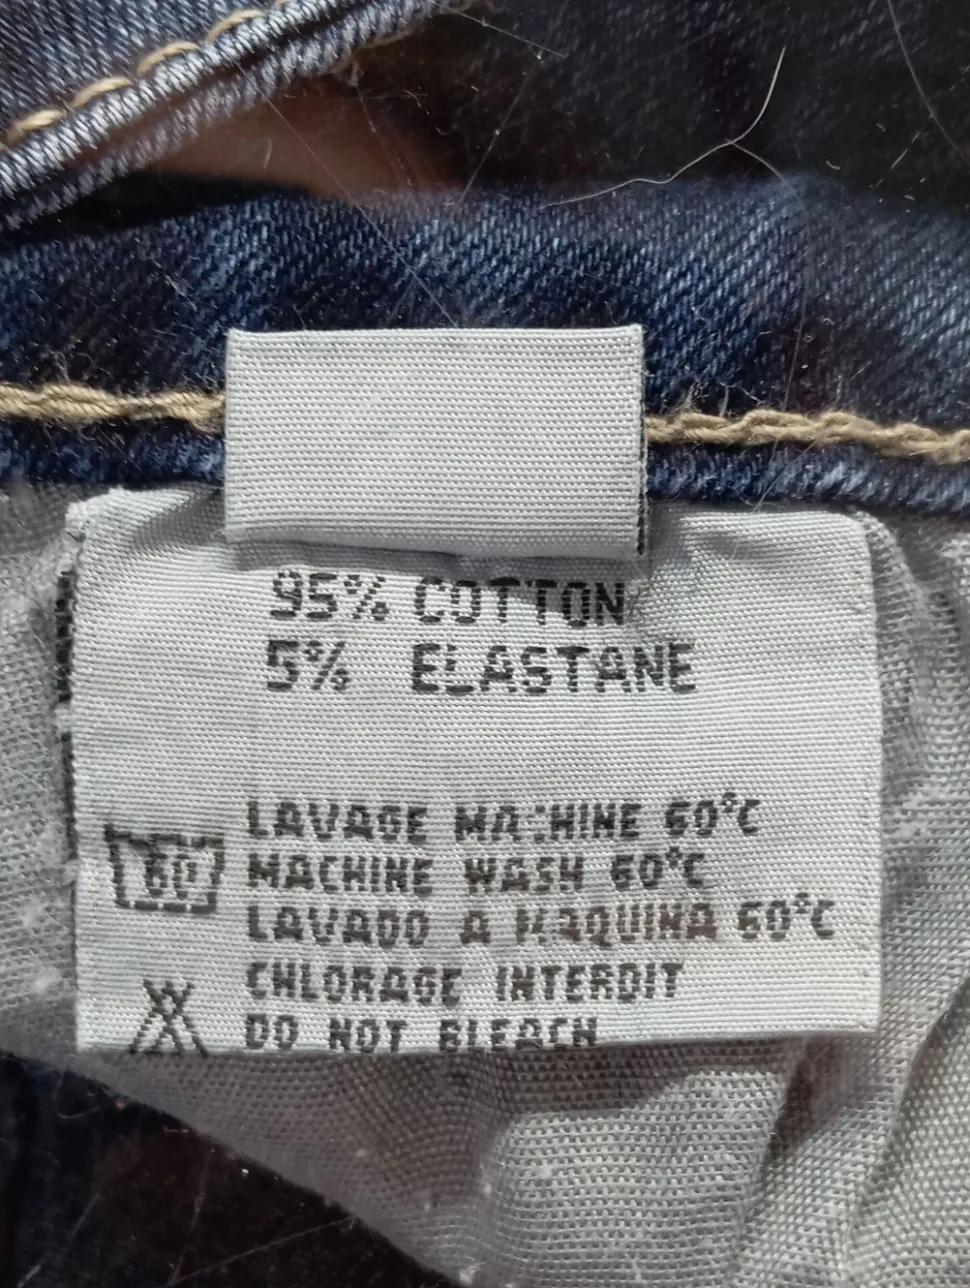 95% COTTON
5% ELASTANE
LAVAGE MACHINE 60°C
60
MACHINE WASH 60°C
LAVADO A MAQUINA 60°C
CHLORAGE INTERDIT
DO NOT BLEACH